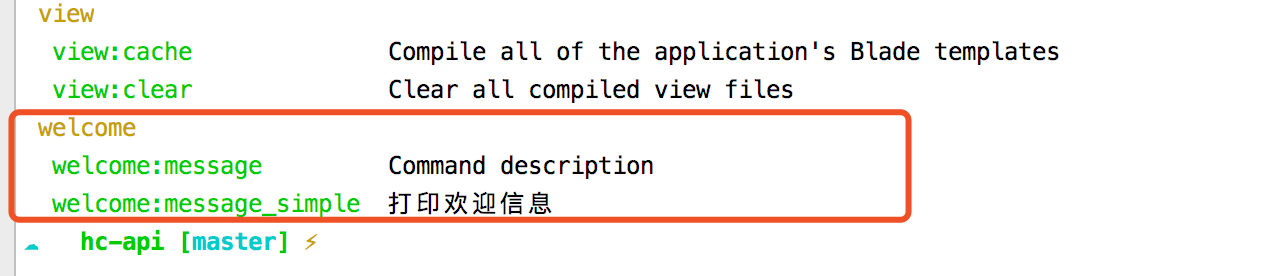 view
view:cache Compile all of the application's Blade templates
view:clear Clear all compiled view files
welcome
welcome:message Command description
welcome:message_simple 打印欢迎信息
☁ hc-api [master] ⚡